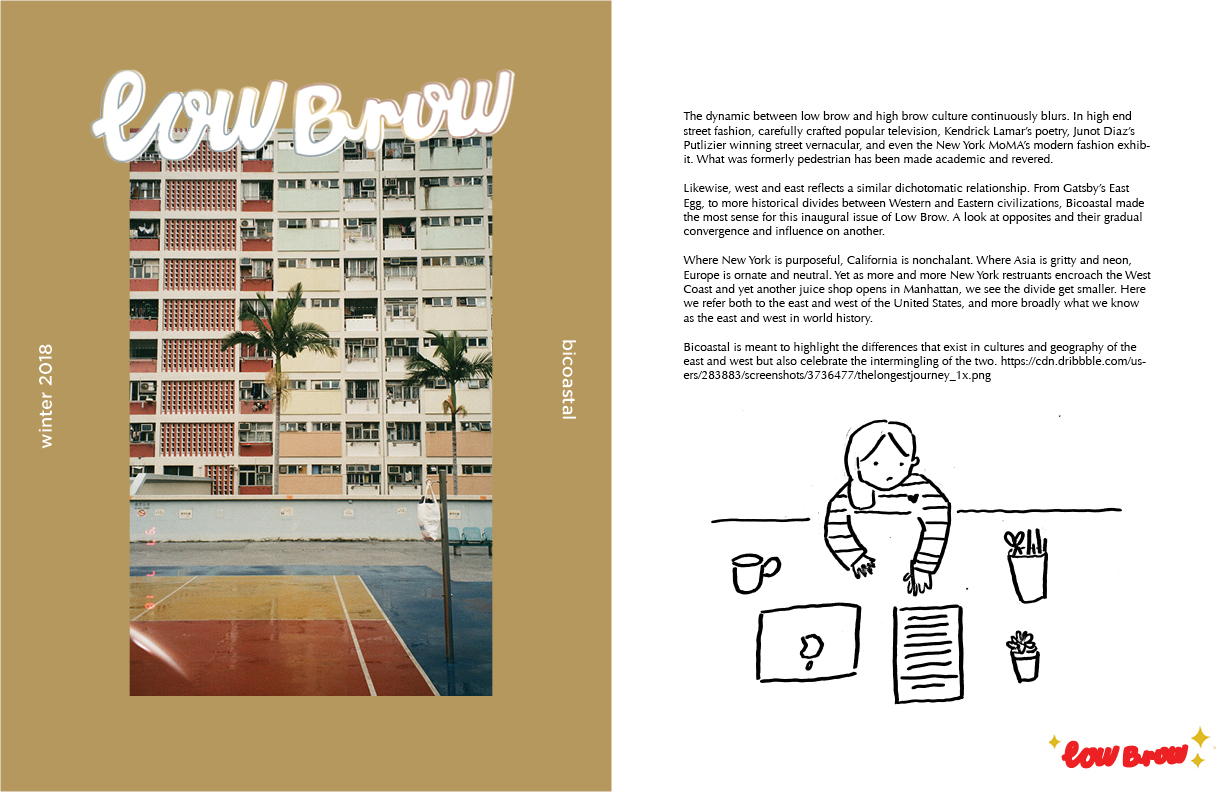 low Brow
winter 2018
bicoastal
The dynamic between low brow and high brow culture continuously blurs. In high end
street fashion, carefully crafted popular television, Kendrick Lamar's poetry, Junot Diaz's
Putlizier winning street vernacular, and even the New York MoMA's modern fashion exhib-
it. What was formerly pedestrian has been made academic and revered.
Likewise, west and east reflects a similar dichotomatic relationship. From Gatsby's East
Egg, to more historical divides between Western and Eastern civilizations, Bicoastal made
the most sense for this inaugural issue of Low Brow. A look at opposites and their gradual
convergence and influence on another.
Where New York is purposeful, California is nonchalant. Where Asia is gritty and neon,
Europe is ornate and neutral. Yet as more and more New York restruants encroach the West
Coast and yet another juice shop opens in Manhattan, we see the divide get smaller. Here
we refer both to the east and west of the United States, and more broadly what we know
as the east and west in world history.
Bicoastal is meant to highlight the differences that exist in cultures and geography of the
east and west but also celebrate the intermingling of the two. https://cdn.dribbble.com/us-
ers/283883/screenshots/3736477/thelongestjourney_1x.png
low Brow